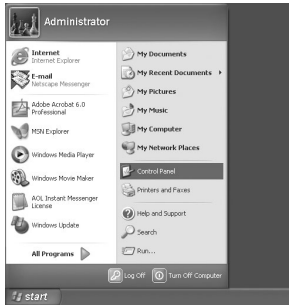 Administrator
Internet
Internet Explorer
E-mail
Netscape Messenger
Adobe Acrobat 6.0
Professional
MSN Explorer
Windows Media Player
Windows Movie Maker
AOL Instant Messenger
License
Windows Update
All Programs
My Documents
My Recent Documents
My Pictures
My Music
My Computer
My Network Places
Control Panel
Printers and Faxes
Help and Support
Search
Run...
Log Off
Turn Off Computer
start